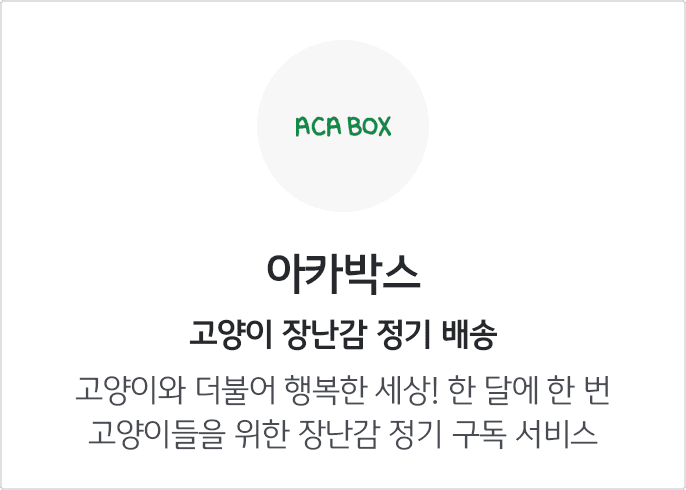 ACA BOX
아카박스
고양이 장난감 정기 배송
고양이와 더불어 행복한 세상! 한 달에 한 번
고양이들을 위한 장난감 정기 구독 서비스